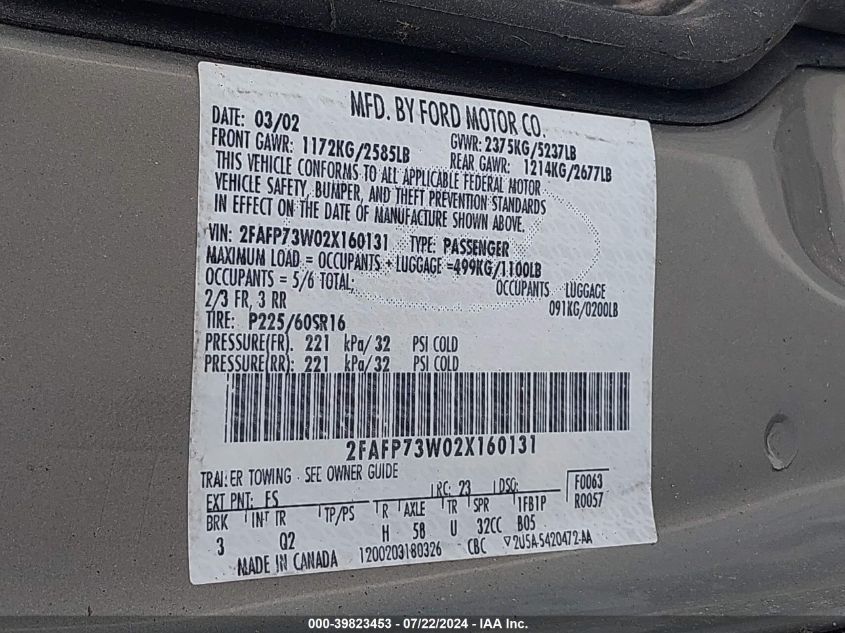 MFD. BY FORD MOTOR CO.
DATE: 03/02 GVWR: 2375KG/5237LB
FRONT GAWR: 1172KG/2585LB REAR GAWR: 1214KG/2677LB
THIS VEHICLE CONFORMS TO ALL APPLICABLE FEDERAL MOTOR
VEHICLE SAFETY, BUMPER, AND THEFT PREVENTION STANDARDS
IN EFFECT ON THE DATE OF MANUFACTURE SHOWN ABOVE.
VIN: 2FAFP73W02X160131 TYPE: PASSENGER
MAXIMUM LOAD = OCCUPANTS + LUGGAGE =499KG/1100LB
OCCUPANTS = 5/6 TOTAL; OCCUPANTS LUGGAGE
2/3 FR, 3 RR 091KG/0200LB
TIRE: P225/60SR16
PRESSURE(FR): 221 kPa/32 PSI COLD
PRESSURE(RR): 221 kPa/32 PSI COLD
2FAFP73W02X160131
TRAILER TOWING - SEE OWNER GUIDE
EXT PNT: FS RC: 23 DSO: F0063
BRK INT TR TP/PS R AXLE TR SPR 1FB1P R0057
3 Q2 H 58 U 32CC B05
MADE IN CANADA 1200203180326 CBC 2U5A-5420472-AA
000-39823453 - 07/22/2024 - IAA Inc.